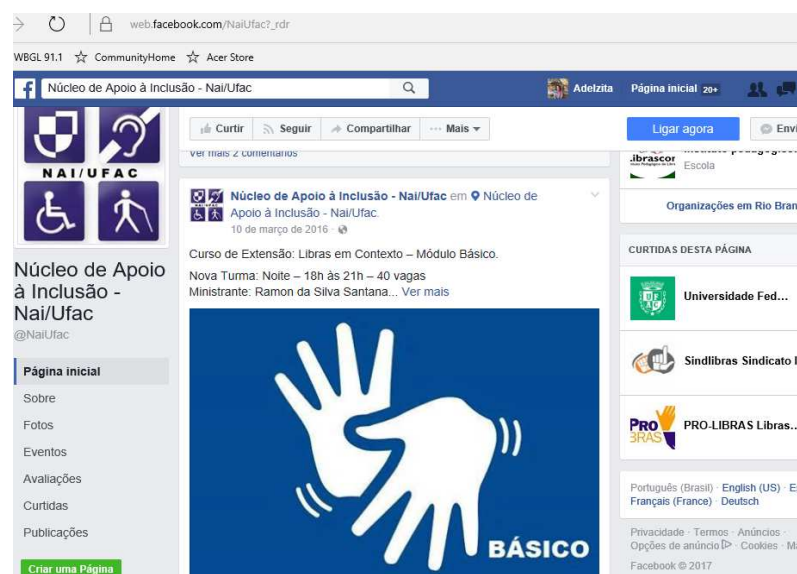 web.facebook.com/NaiUfac?_rdr
WBGL 91.1 CommunityHome Acer Store
Núcleo de Apoio à Inclusão - Nai/Ufac
Adelzita Página inicial 20+
Curtir Seguir Compartilhar ··· Mais
Ligar agora
NAI/UFAC
Núcleo de Apoio
à Inclusão -
Nai/Ufac
@NaiUfac
Página inicial
Sobre
Fotos
Eventos
Avaliações
Curtidas
Publicações
Criar uma Página
Ver mais 2 comentários
Núcleo de Apoio à Inclusão - Nai/Ufac em Núcleo de
Apoio à Inclusão - Nai/Ufac.
10 de março de 2016 ·
Curso de Extensão: Libras em Contexto – Módulo Básico.
Nova Turma: Noite – 18h às 21h – 40 vagas
Ministrante: Ramon da Silva Santana... Ver mais
BÁSICO
Escola
Organizações em Rio Bran
CURTIDAS DESTA PÁGINA
Universidade Fed...
Sindlibras Sindicato
PRO-LIBRAS Libras...
Português (Brasil) · English (US) ·
Français (France) · Deutsch
Privacidade · Termos · Anúncios ·
Opções de anúncio · Cookies ·
Facebook © 2017